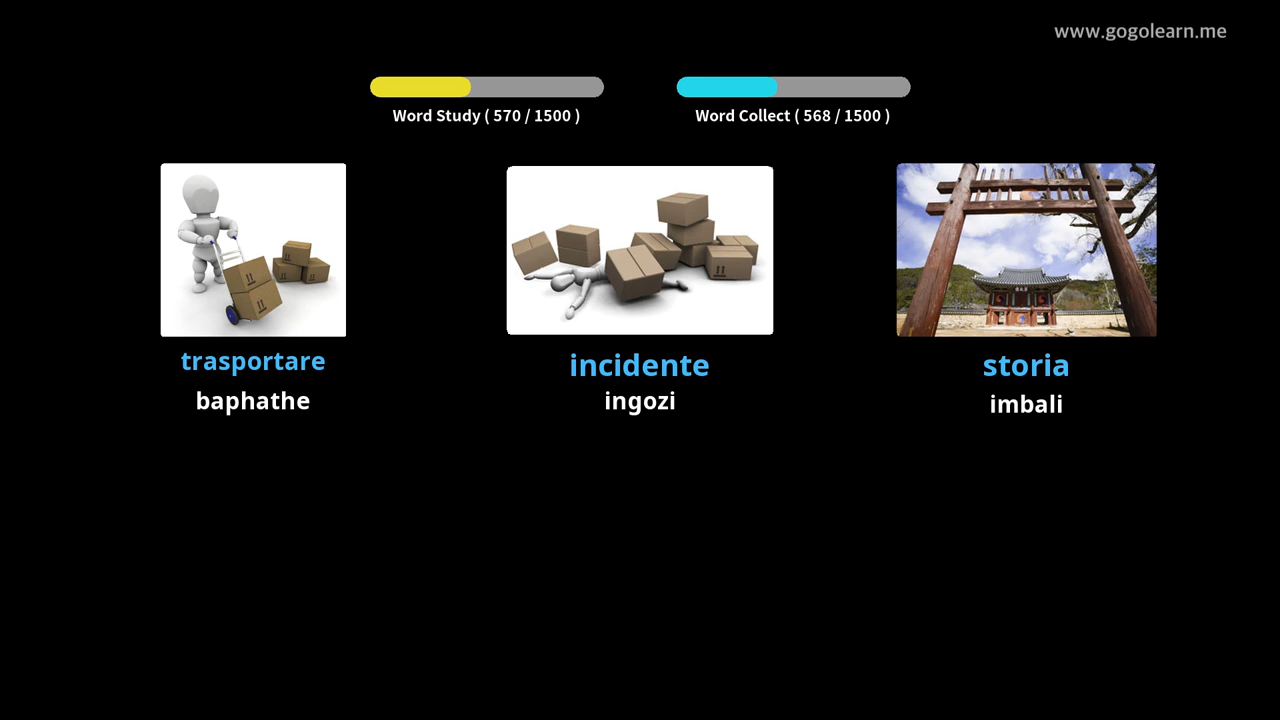 www.gogolearn.me
Word Study ( 570 / 1500 )
Word Collect ( 568 / 1500 )
trasportare
incidente
storia
baphathe
ingozi
imbali